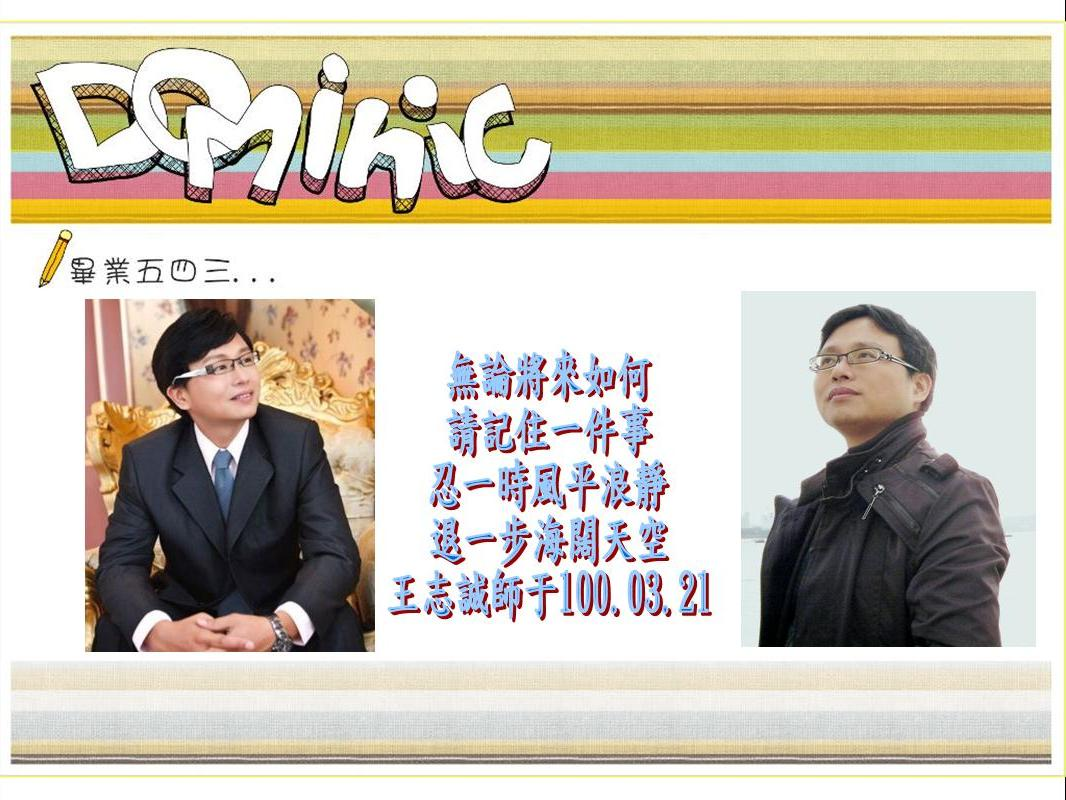 DOMiNiC
畢業五四三...
無論將來如何
請記住一件事
忍一時風平浪靜
退一步海闊天空
王志誠師于100.03.21